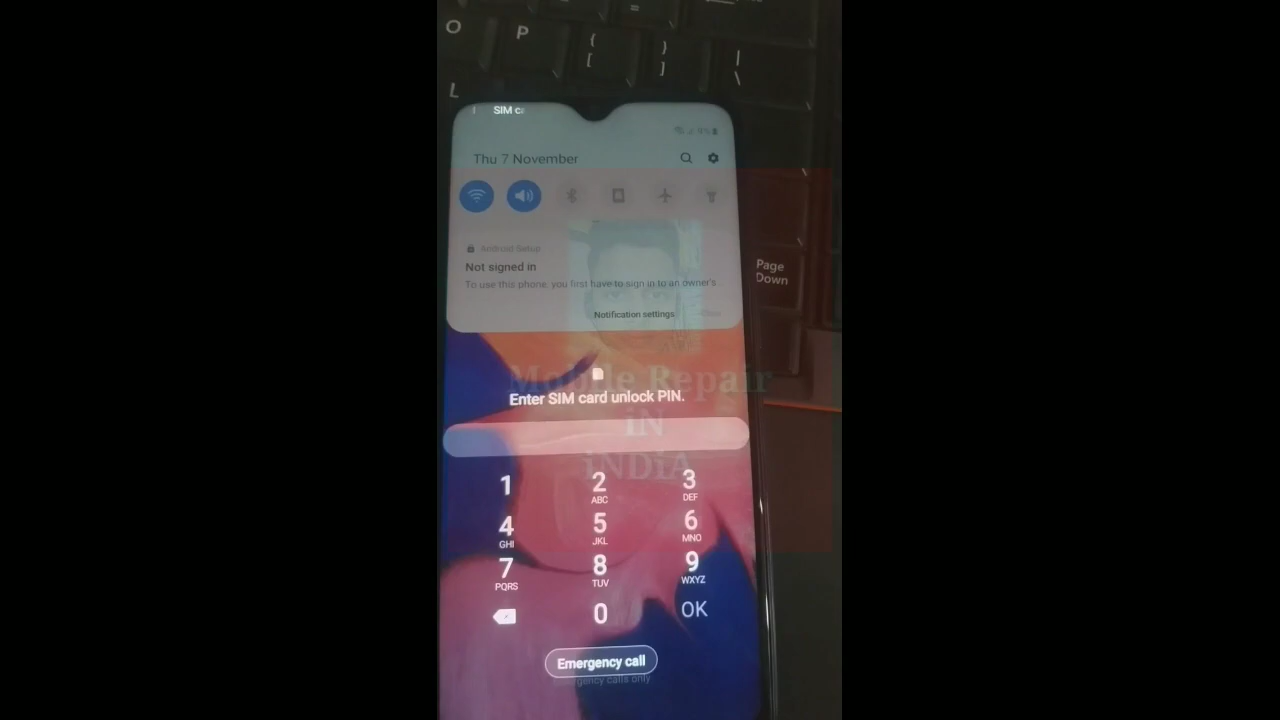 O P { [ } ] | \
=
L
SIM c
9%
Thu 7 November
Page
Down
Android Setup
Not signed in
To use this phone, you first have to sign in to an owner's
Notification settings
Mobile Repair
iN
iNDiA
Enter SIM card unlock PIN.
1 2 3
ABC DEF
4 5 6
GHI JKL MNO
7 8 9
PQRS TUV WXYZ
0 OK
Emergency call
Emergency calls only